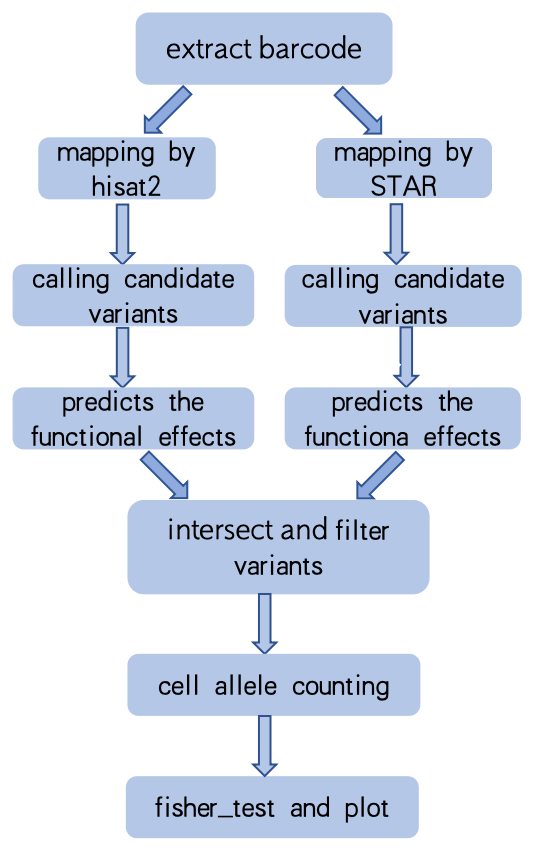 extract barcode
mapping by
hisat2
mapping by
STAR
calling candidate
variants
calling candidate
variants
predicts the
functional effects
predicts the
functiona effects
intersect and filter
variants
cell allele counting
fisher_test and plot